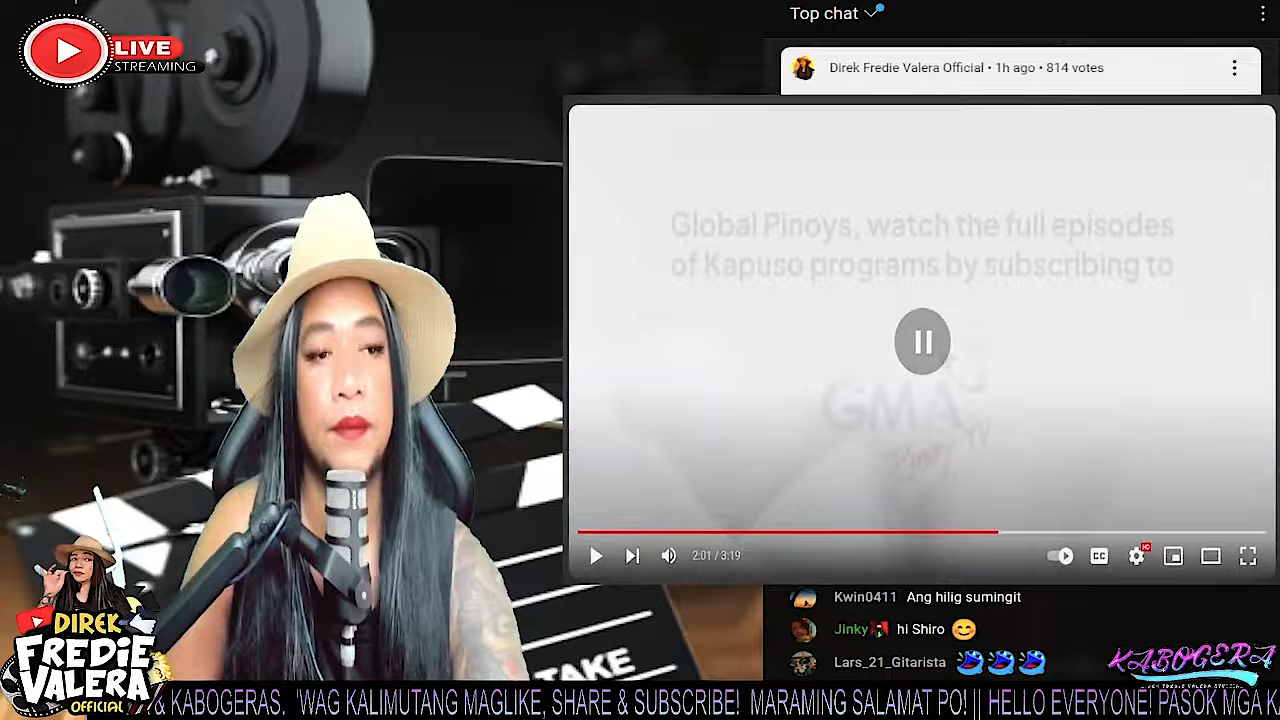 LIVE
STREAMING
Top chat
Direk Fredie Valera Official • 1h ago • 814 votes
Global Pinoys, watch the full episodes
of Kapuso programs by subscribing to
GMA
2:01 / 3:19
CC
HD
Kwin0411 Ang hilig sumingit
Jinky hi Shiro 😊
Lars_21_Gitarista
TAKE
DIREK
FREDIE
VALERA
OFFICIAL
KABOGERA
& KABOGERAS. 'WAG KALIMUTANG MAGLIKE, SHARE & SUBSCRIBE! MARAMING SALAMAT PO! || HELLO EVERYONE! PASOK MGA K